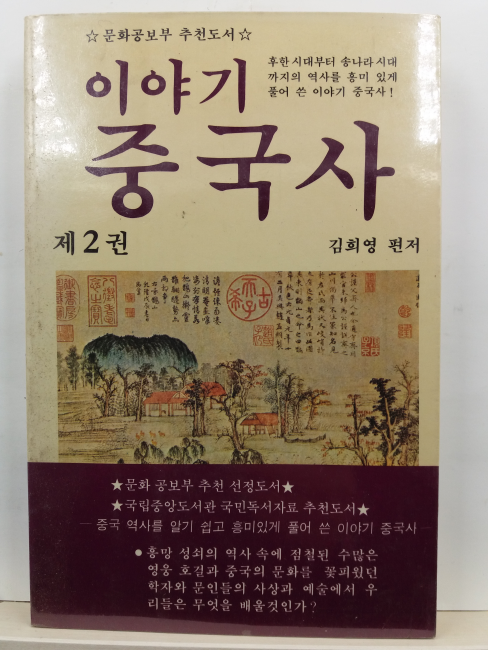 ☆문화공보부 추천도서☆
후한 시대부터 송나라 시대
까지의 역사를 흥미 있게
풀어 쓴 이야기 중국사!
이야기
중국사
제2권
김희영 편저
★문화 공보부 추천 선정도서★
★국립중앙도서관 국민독서자료 추천도서★
중국 역사를 알기 쉽고 흥미있게 풀어 쓴 이야기 중국사
●흥망 성쇠의 역사 속에 점철된 수많은
영웅 호걸과 중국의 문화를 꽃피웠던
학자와 문인들의 사상과 예술에서 우
리들은 무엇을 배울것인가?